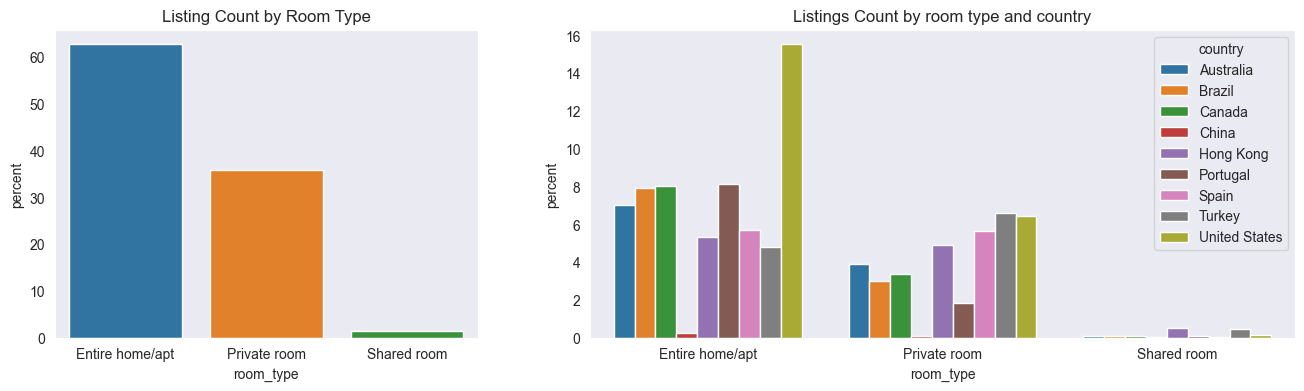 Listing Count by Room Type
percent
60
50
40
30
20
10
0
Entire home/apt
Private room
Shared room
room_type
Listings Count by room type and country
percent
16
14
12
10
8
6
4
2
0
Entire home/apt
Private room
Shared room
room_type
country
Australia
Brazil
Canada
China
Hong Kong
Portugal
Spain
Turkey
United States